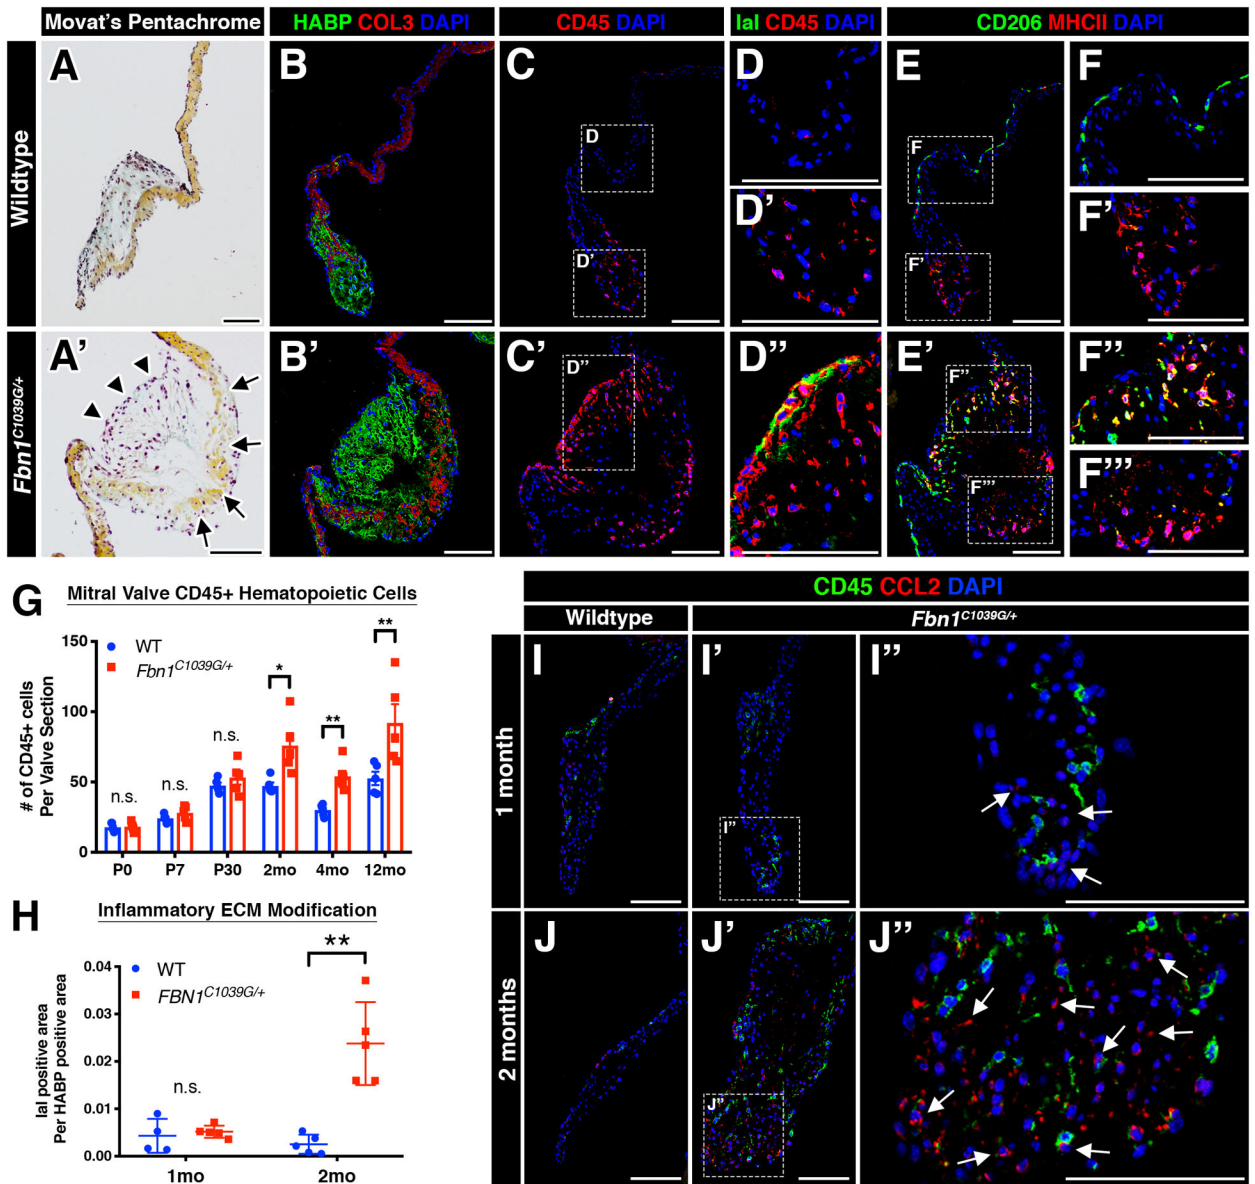 Movat's Pentachrome
HABP COL3 DAPI
CD45 DAPI
IaI CD45 DAPI
CD206 MHCII DAPI
Wildtype
A
B
C
D
D
D'
D'
E
F
F'
F
F'
Fbn1C1039G/+
A'
B'
C'
D''
D''
E'
F''
F'''
F''
F'''
G
Mitral Valve CD45+ Hematopoietic Cells
WT
Fbn1C1039G/+
# of CD45+ cells
Per Valve Section
150
100
50
0
n.s.
n.s.
n.s.
*
**
**
P0 P7 P30 2mo 4mo 12mo
H
Inflammatory ECM Modification
WT
FBN1C1039G/+
IaI positive area
Per HABP positive area
0.04
0.03
0.02
0.01
0.00
n.s.
**
1mo 2mo
CD45 CCL2 DAPI
Wildtype
Fbn1C1039G/+
1 month
I
I'
I''
I''
2 months
J
J'
J''
J''